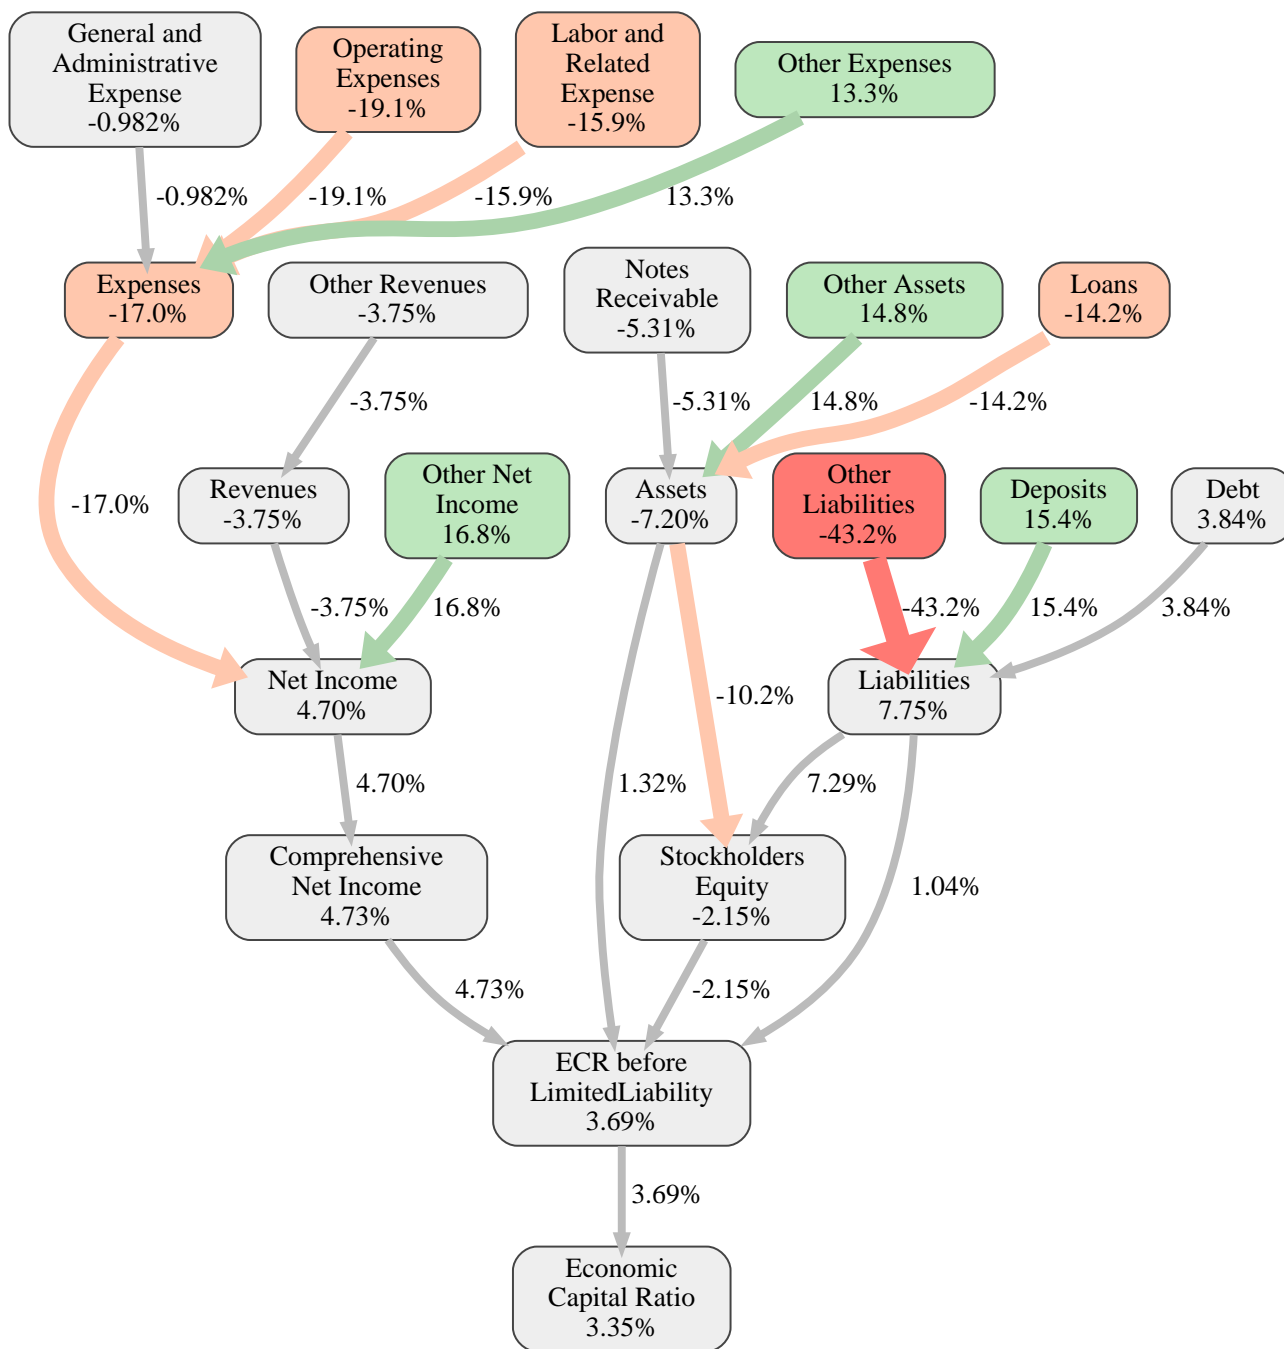 General and
Administrative
Expense
-0.982%
Operating
Expenses
-19.1%
Labor and
Related
Expense
-15.9%
Other Expenses
13.3%
-0.982%
-19.1%
-15.9%
13.3%
Expenses
-17.0%
Other Revenues
-3.75%
Notes
Receivable
-5.31%
Other Assets
14.8%
Loans
-14.2%
-3.75%
-5.31%
14.8%
-14.2%
-17.0%
Revenues
-3.75%
Other Net
Income
16.8%
Assets
-7.20%
Other
Liabilities
-43.2%
Deposits
15.4%
Debt
3.84%
-3.75%
16.8%
-43.2%
15.4%
3.84%
Net Income
4.70%
-10.2%
Liabilities
7.75%
4.70%
1.32%
7.29%
Comprehensive
Net Income
4.73%
Stockholders
Equity
-2.15%
1.04%
4.73%
-2.15%
ECR before
LimitedLiability
3.69%
3.69%
Economic
Capital Ratio
3.35%